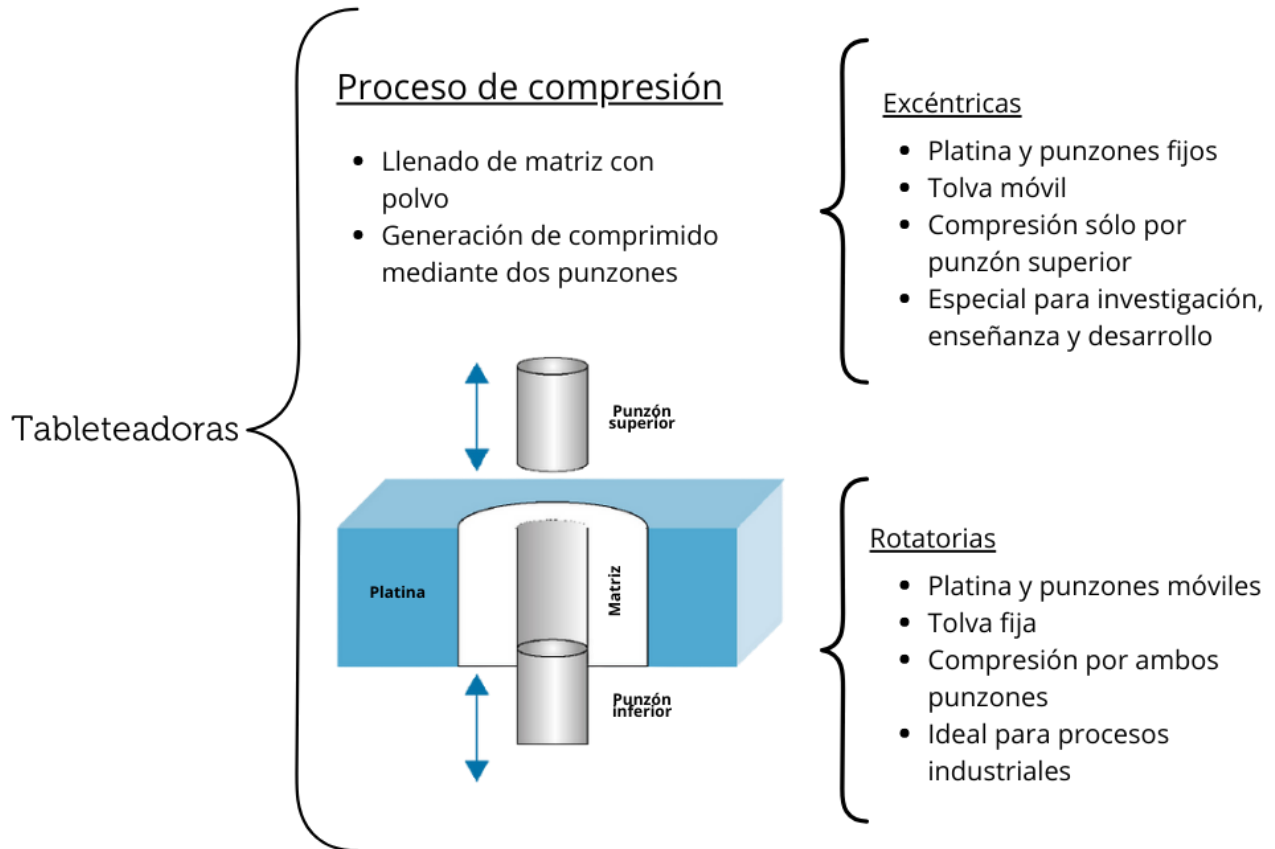 Tableteadoras
Proceso de compresión
• Llenado de matriz con
polvo
• Generación de comprimido
mediante dos punzones
Punzón
superior
Platina
Matriz
Punzón
inferior
Excéntricas
• Platina y punzones fijos
• Tolva móvil
• Compresión sólo por
punzón superior
• Especial para investigación,
enseñanza y desarrollo
Rotatorias
• Platina y punzones móviles
• Tolva fija
• Compresión por ambos
punzones
• Ideal para procesos
industriales